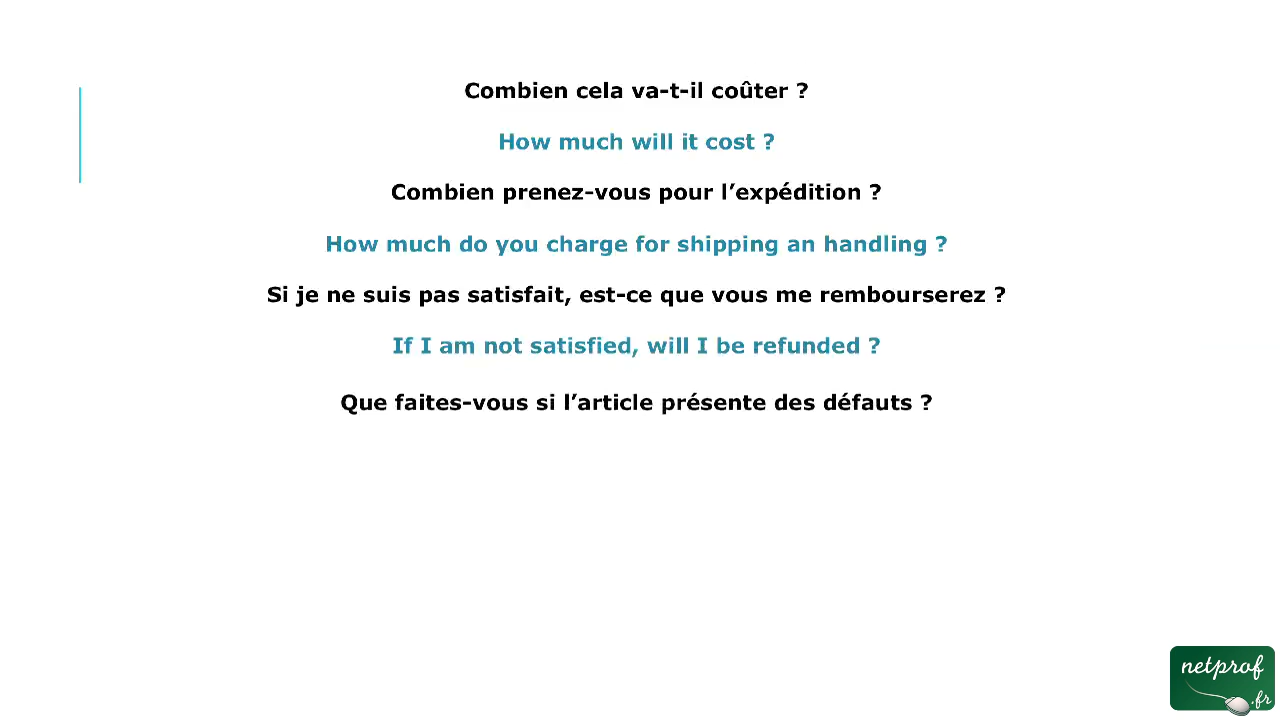 Combien cela va-t-il coûter ?
How much will it cost ?
Combien prenez-vous pour l’expédition ?
How much do you charge for shipping an handling ?
Si je ne suis pas satisfait, est-ce que vous me rembourserez ?
If I am not satisfied, will I be refunded ?
Que faites-vous si l’article présente des défauts ?
netprof
.fr